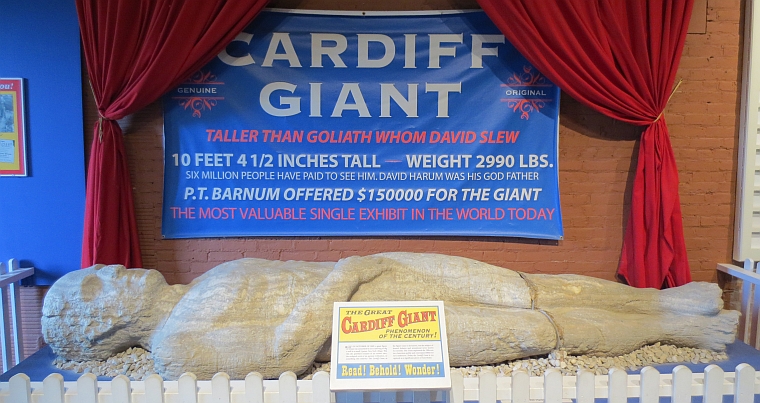 ou!
CARDIFF
GIANT
GENUINE
ORIGINAL
TALLER THAN GOLIATH WHOM DAVID SLEW
10 FEET 4 1/2 INCHES TALL — WEIGHT 2990 LBS.
SIX MILLION PEOPLE HAVE PAID TO SEE HIM. DAVID HARUM WAS HIS GOD FATHER
P.T. BARNUM OFFERED $150000 FOR THE GIANT
THE MOST VALUABLE SINGLE EXHIBIT IN THE WORLD TODAY
THE GREAT
CARDIFF GIANT
PHENOMENON
OF THE CENTURY!
Read! Behold! Wonder!